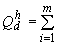 Q_d^h = \sum_{i=1}^{m}